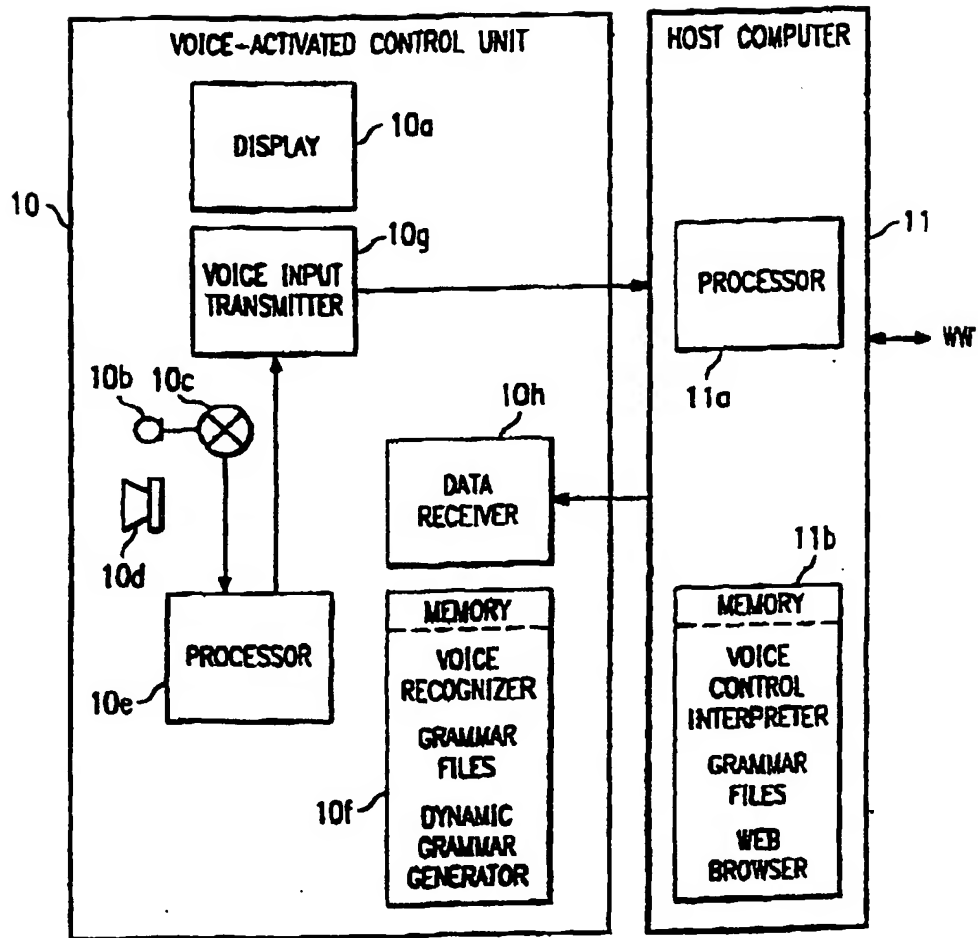 VOICE-ACTIVATED CONTROL UNIT
HOST COMPUTER
DISPLAY
10a
10
10g
VOICE INPUT
TRANSMITTER
11
PROCESSOR
11a
10b
10c
10h
10d
DATA
RECEIVER
PROCESSOR
10e
MEMORY
VOICE
RECOGNIZER
GRAMMAR
FILES
DYNAMIC
GRAMMAR
GENERATOR
10f
11b
MEMORY
VOICE
CONTROL
INTERPRETER
GRAMMAR
FILES
WEB
BROWSER